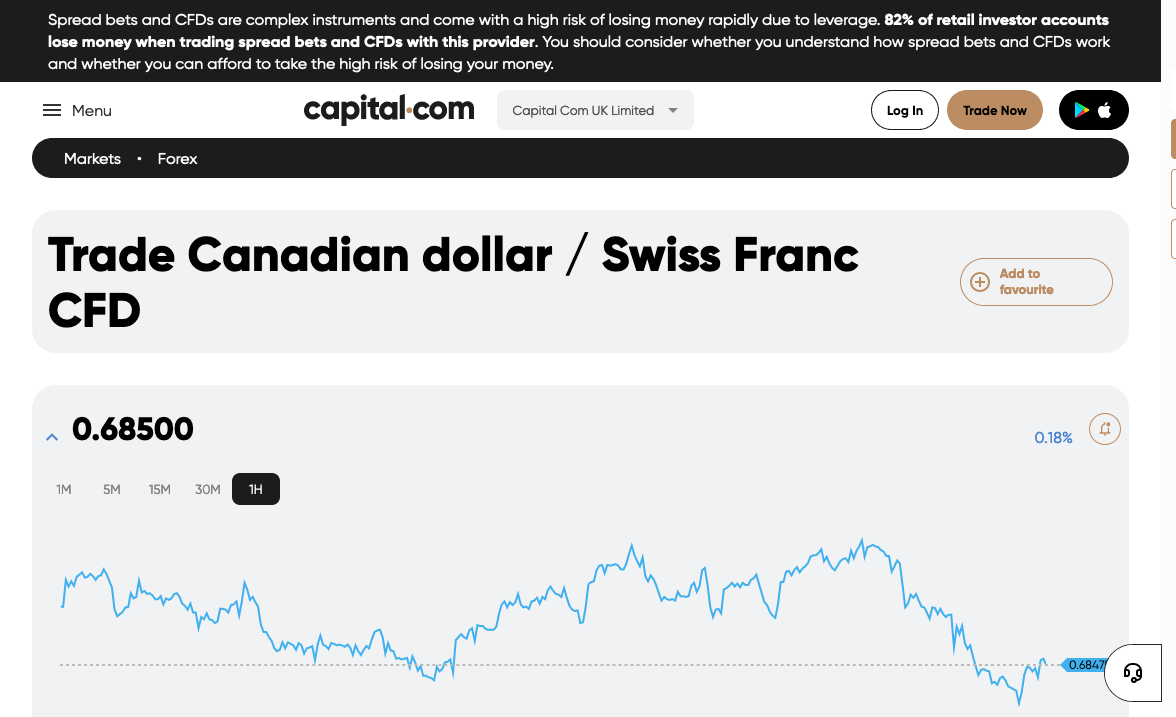 Spread bets and CFDs are complex instruments and come with a high risk of losing money rapidly due to leverage. 82% of retail investor accounts
lose money when trading spread bets and CFDs with this provider. You should consider whether you understand how spread bets and CFDs work
and whether you can afford to take the high risk of losing your money.
Menu
capital.com
Capital Com UK Limited
Log In
Trade Now
Markets • Forex
Trade Canadian dollar / Swiss Franc
CFD
Add to
favourite
0.68500
0.18%
1M 5M 15M 30M 1H